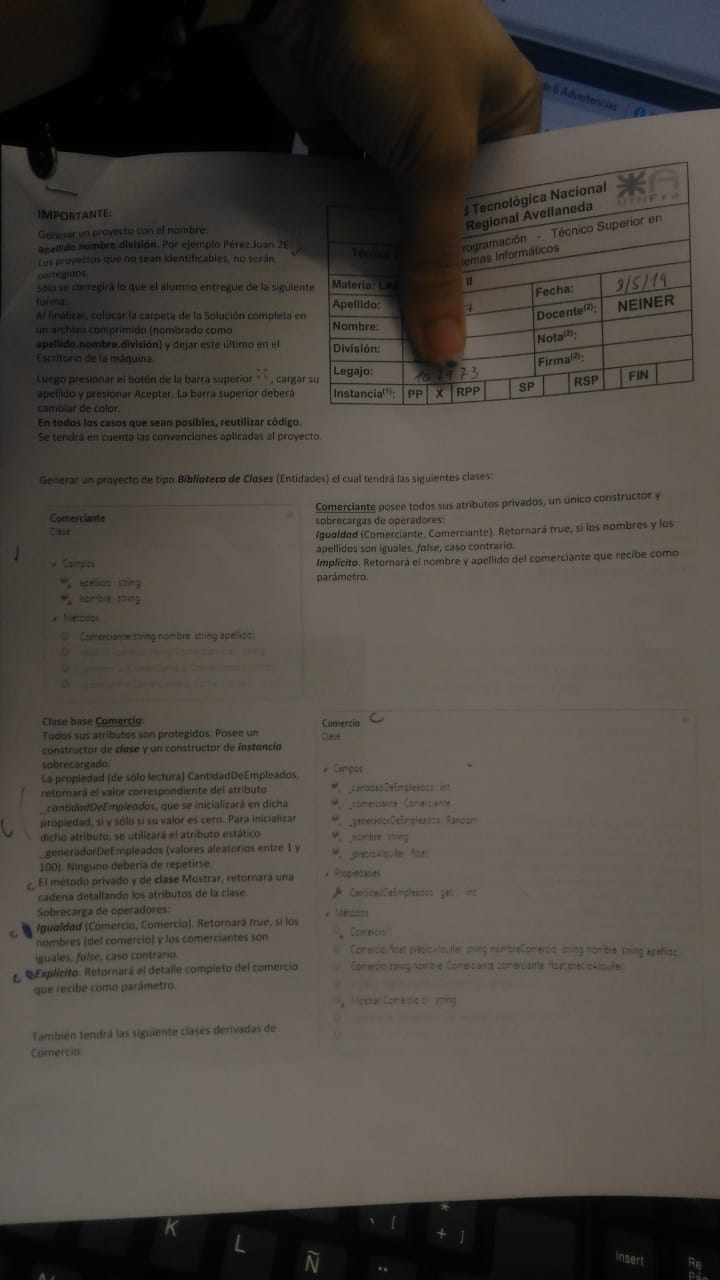 de 6 Advertencias
IMPORTANTE:
Generar un proyecto con el nombre:
apellido.nombre.división. Por ejemplo Pérez.Juan.2E.
Los proyectos que no sean identificables, no serán
corregidos.
Sólo se corregirá lo que el alumno entregue de la siguiente
forma:
Al finalizar, colocar la carpeta de la Solución completa en
un archivo comprimido (nombrado como
apellido.nombre.división) y dejar este último en el
Escritorio de la máquina.
Luego presionar el botón de la barra superior , cargar su
apellido y presionar Aceptar. La barra superior deberá
cambiar de color.
En todos los casos que sean posibles, reutilizar código.
Se tendrá en cuenta las convenciones aplicadas al proyecto.
d Tecnológica Nacional
Regional Avellaneda
UTNFra
rogramación - Técnico Superior en
emas Informáticos
Materia: II
Apellido:
Nombre:
División:
Legajo:
Fecha: 9/5/19
Docente(2): NEINER
Nota(2):
Firma(2):
Instancia(1): PP X RPP SP RSP FIN
Generar un proyecto de tipo Biblioteca de Clases (Entidades) el cual tendrá las siguientes clases:
Comerciante
Clase
Campos
apellido : string
nombre : string
Métodos
Comerciante(string nombre, string apellido)
Comerciante posee todos sus atributos privados, un único constructor y
sobrecargas de operadores:
Igualdad (Comerciante, Comerciante). Retornará true, si los nombres y los
apellidos son iguales, false, caso contrario.
Implícito. Retornará el nombre y apellido del comerciante que recibe como
parámetro.
Clase base Comercio:
Todos sus atributos son protegidos. Posee un
constructor de clase y un constructor de instancia
sobrecargado.
La propiedad (de sólo lectura) CantidadDeEmpleados,
retornará el valor correspondiente del atributo
_cantidadDeEmpleados, que se inicializará en dicha
propiedad, si y sólo si su valor es cero. Para inicializar
dicho atributo, se utilizará el atributo estático
_generadorDeEmpleados (valores aleatorios entre 1 y
100). Ninguno debería de repetirse.
El método privado y de clase Mostrar, retornará una
cadena detallando los atributos de la clase.
Sobrecarga de operadores:
Igualdad (Comercio, Comercio). Retornará true, si los
nombres (del comercio) y los comerciantes son
iguales, false, caso contrario.
Explícito. Retornará el detalle completo del comercio
que recibe como parámetro.
También tendrá las siguiente clases derivadas de
Comercio:
Comercio
Clase
Campos
_cantidadDeEmpleados : int
_comerciante : Comerciante
_generadorDeEmpleados : Random
_nombre : string
_precioAlquiler : float
Propiedades
CantidadDeEmpleados { get; } : int
Métodos
Comercio()
Comercio(float precioAlquiler, string nombreComercio, string nombre, string apellido)
Comercio(string nombre, Comerciante comerciante, float precioAlquiler)
Mostrar(Comercio c) : string
K
L
Ñ
[
*
+ ]
Insert
Re